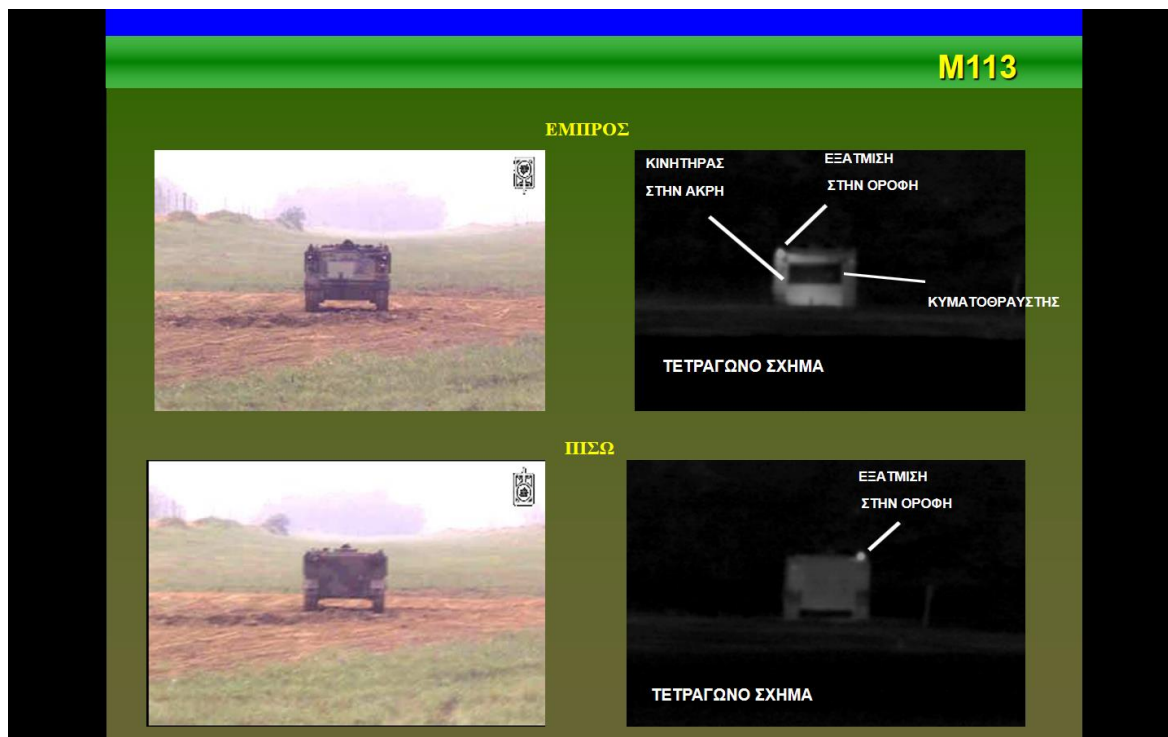 M113
ΕΜΠΡΟΣ
ΚΙΝΗΤΗΡΑΣ
ΣΤΗΝ ΑΚΡΗ
ΕΞΑΤΜΙΣΗ
ΣΤΗΝ ΟΡΟΦΗ
ΚΥΜΑΤΟΘΡΑΥΣΤΗΣ
ΤΕΤΡΑΓΩΝΟ ΣΧΗΜΑ
ΠΙΣΩ
ΕΞΑΤΜΙΣΗ
ΣΤΗΝ ΟΡΟΦΗ
ΤΕΤΡΑΓΩΝΟ ΣΧΗΜΑ